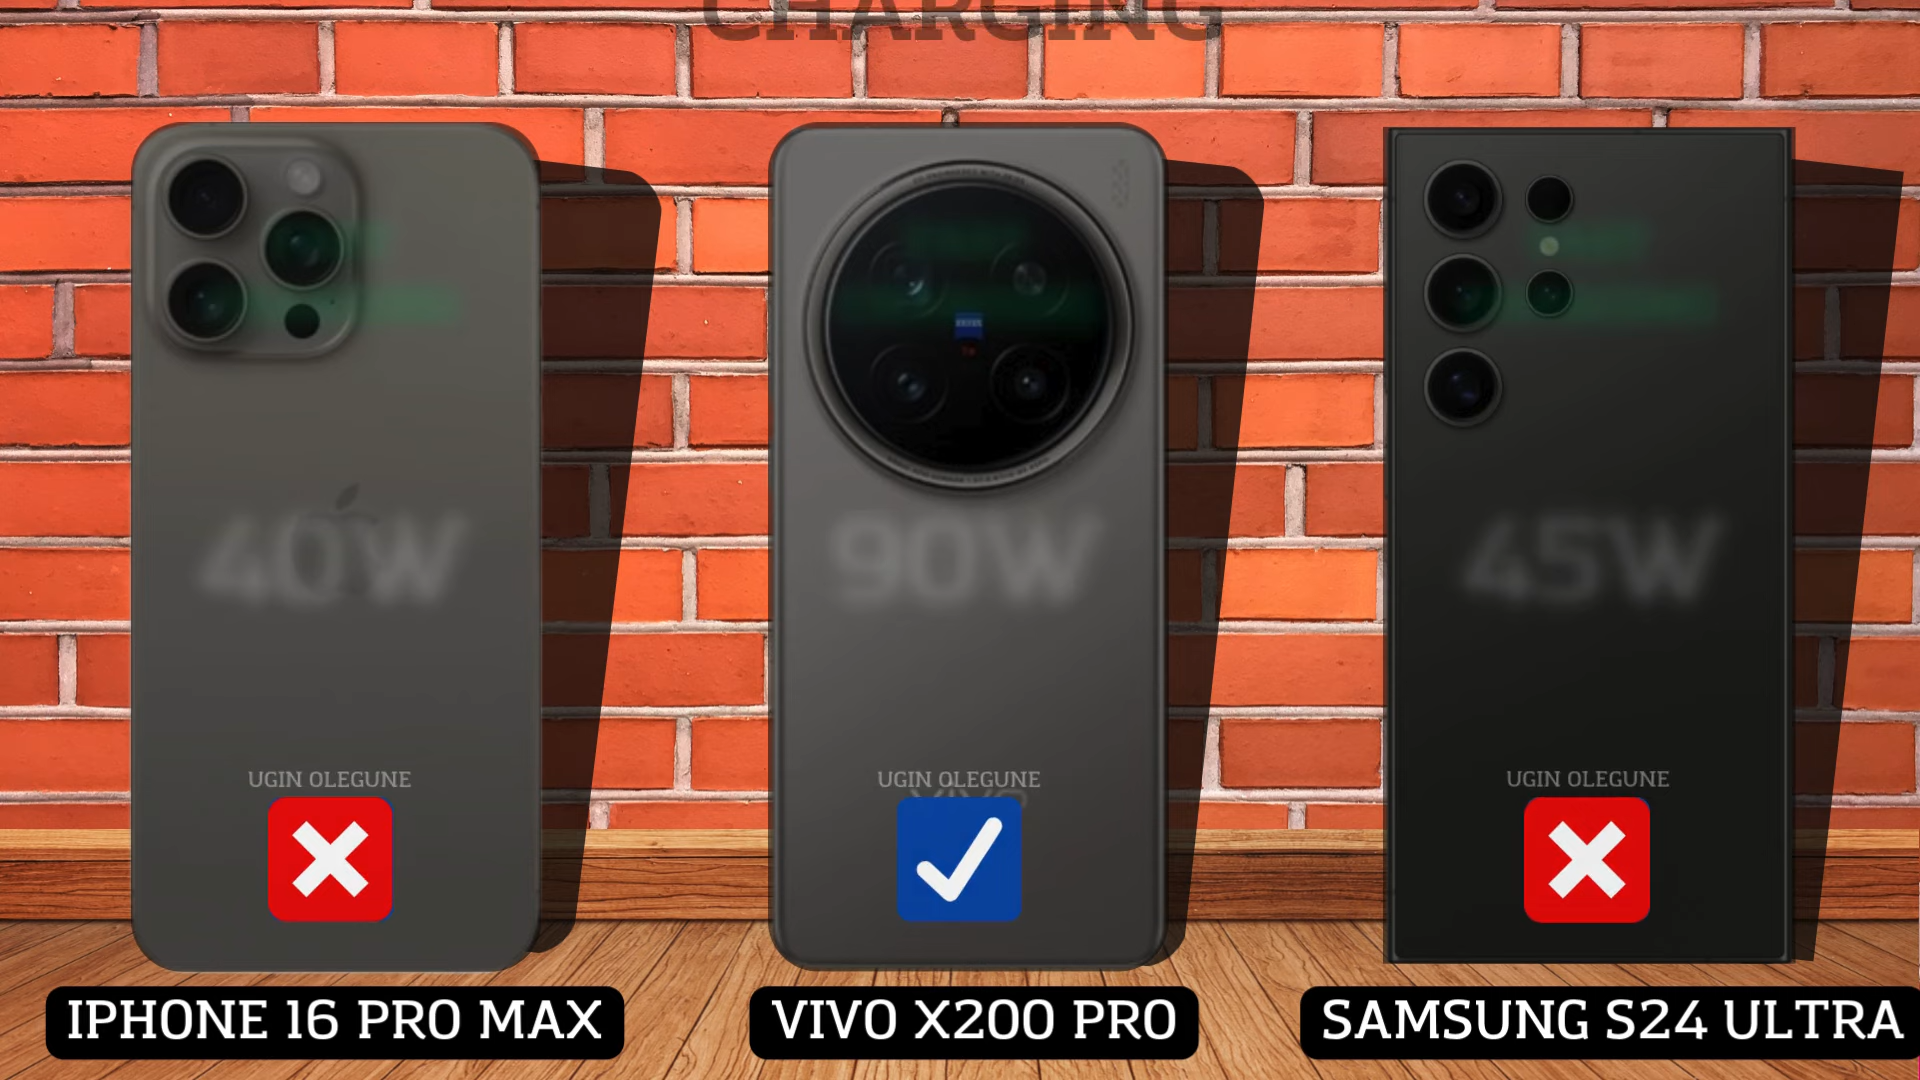 CHARGING
40W
90W
45W
UGIN OLEGUNE
UGIN OLEGUNE
UGIN OLEGUNE
IPHONE 16 PRO MAX
VIVO X200 PRO
SAMSUNG S24 ULTRA